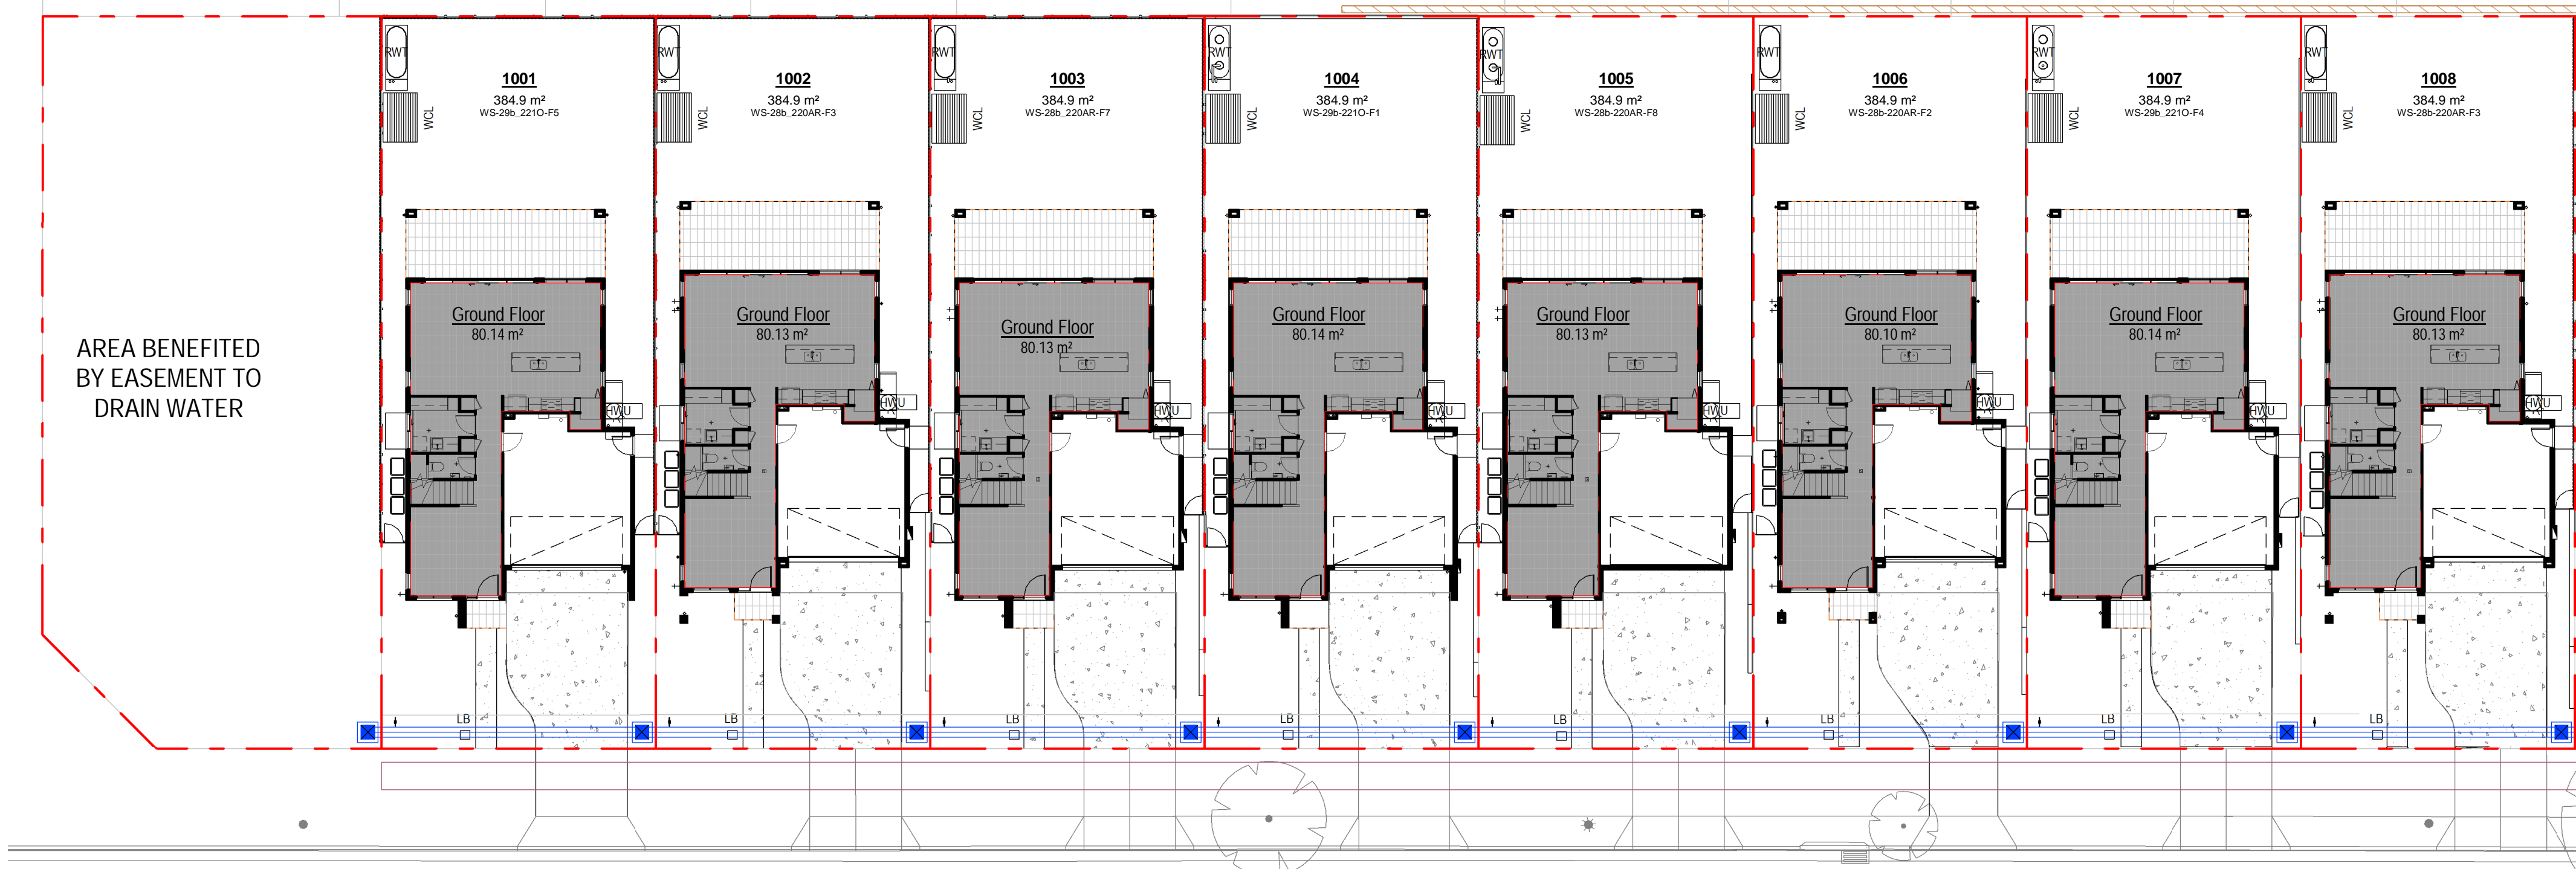 RWT
1001
384.9 m²
WS-29b_221O-F5
WCL
RWT
1002
384.9 m²
WS-28b_220AR-F3
WCL
RWT
1003
384.9 m²
WS-28b-220AR-F7
WCL
RWT
1004
384.9 m²
WS-29b-221O-F1
WCL
RWT
1005
384.9 m²
WS-28b-220AR-F8
WCL
RWT
1006
384.9 m²
WS-28b-220AR-F2
WCL
RWT
1007
384.9 m²
WS-29b_221O-F4
WCL
RWT
1008
384.9 m²
WS-28b-220AR-F3
WCL
AREA BENEFITED
BY EASEMENT TO
DRAIN WATER
Ground Floor
80.14 m²
HWU
Ground Floor
80.13 m²
HWU
Ground Floor
80.13 m²
HWU
Ground Floor
80.14 m²
HWU
Ground Floor
80.13 m²
HWU
Ground Floor
80.10 m²
HWU
Ground Floor
80.14 m²
HWU
Ground Floor
80.13 m²
HWU
LB
LB
LB
LB
LB
LB
LB
LB